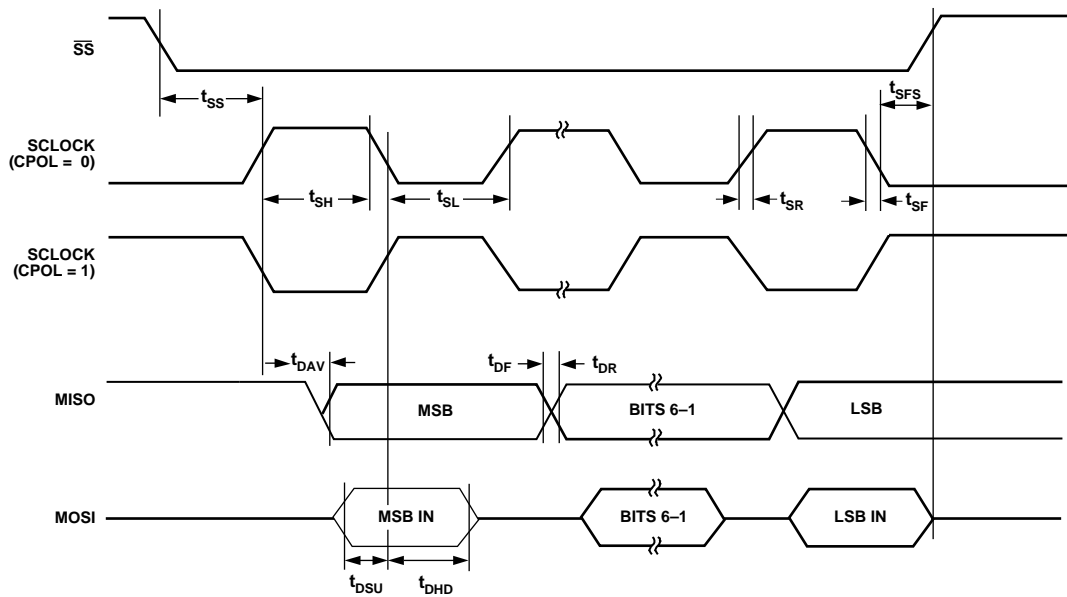 SS
tSS
tSFS
SCLOCK
(CPOL = 0)
tSH
tSL
tSR
tSF
SCLOCK
(CPOL = 1)
tDAV
tDF
tDR
MISO
MSB
BITS 6–1
LSB
MOSI
MSB IN
BITS 6–1
LSB IN
tDSU
tDHD